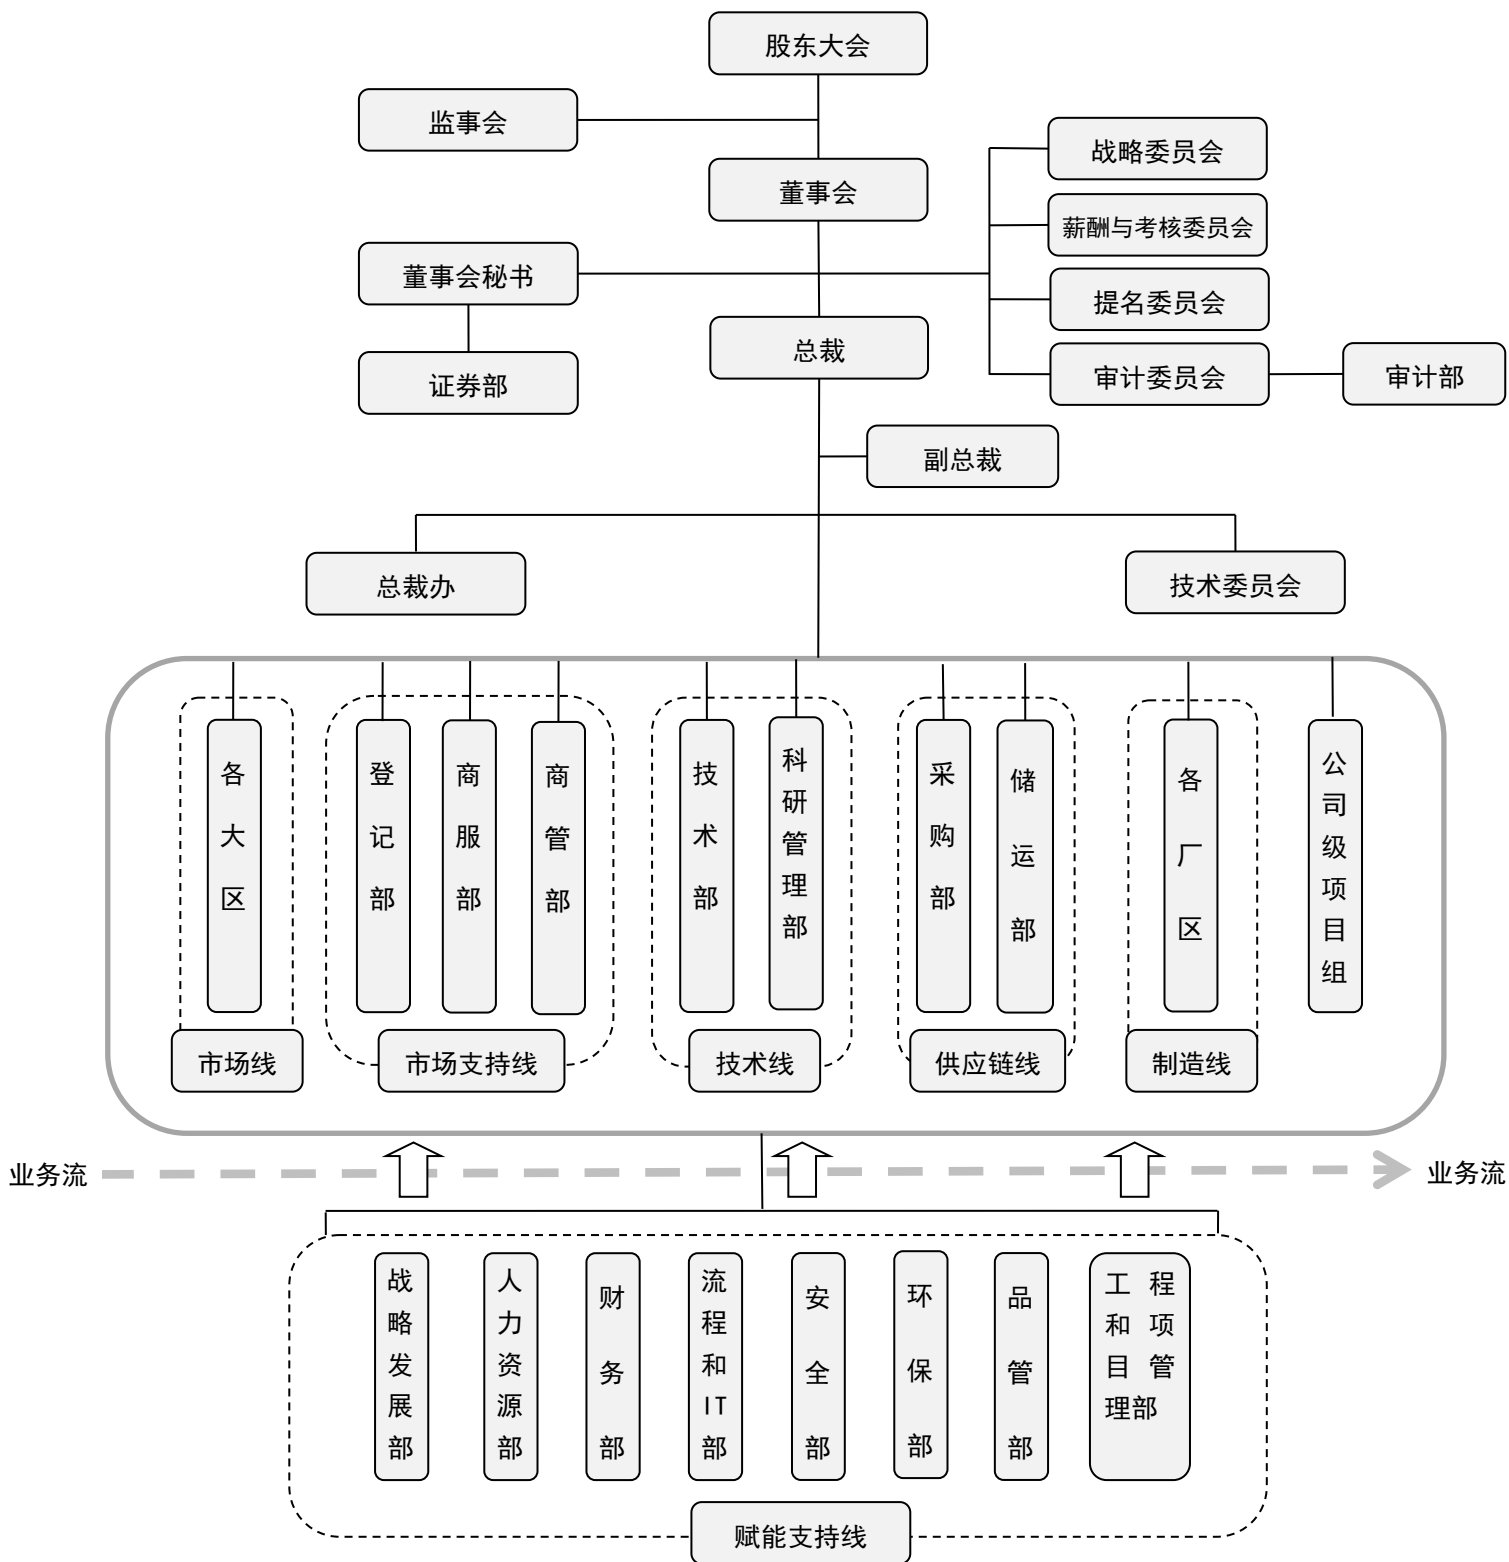 股东大会
监事会
战略委员会
董事会
薪酬与考核委员会
董事会秘书
提名委员会
总裁
证券部
审计委员会
审计部
副总裁
总裁办
技术委员会
各大区
登记部
商服部
商管部
技术部
科研管理部
采购部
储运部
各厂区
公司级项目组
市场线
市场支持线
技术线
供应链线
制造线
业务流
业务流
战略发展部
人力资源部
财务部
流程和IT部
安全部
环保部
品管部
工程
和项
目管
理部
赋能支持线